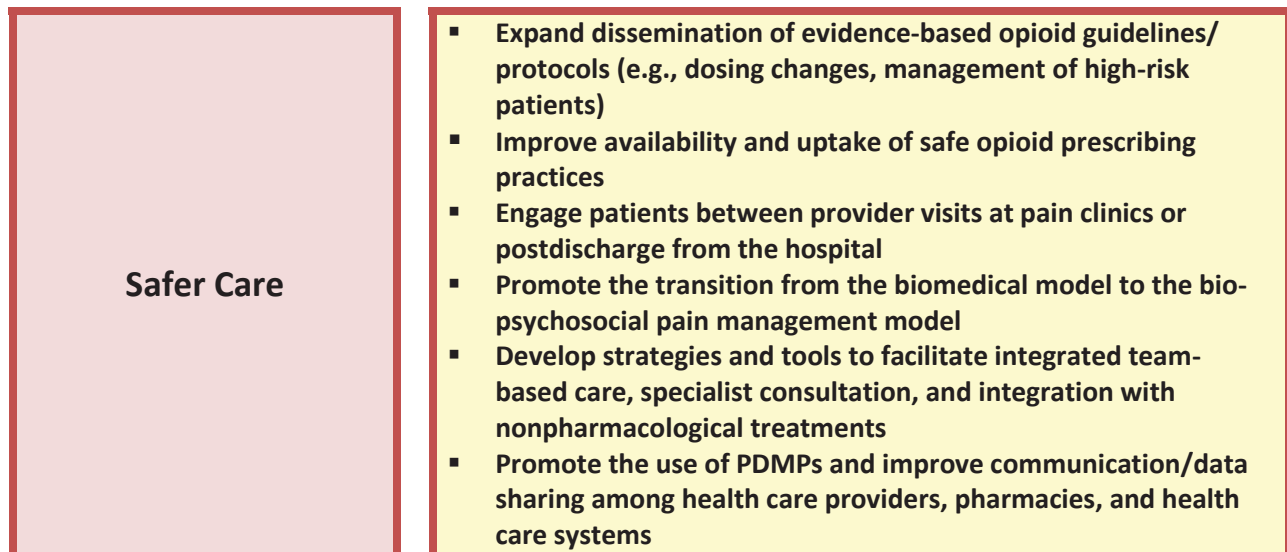 Safer Care
▪ Expand dissemination of evidence-based opioid guidelines/
protocols (e.g., dosing changes, management of high-risk
patients)
▪ Improve availability and uptake of safe opioid prescribing
practices
▪ Engage patients between provider visits at pain clinics or
postdischarge from the hospital
▪ Promote the transition from the biomedical model to the bio-
psychosocial pain management model
▪ Develop strategies and tools to facilitate integrated team-
based care, specialist consultation, and integration with
nonpharmacological treatments
▪ Promote the use of PDMPs and improve communication/data
sharing among health care providers, pharmacies, and health
care systems